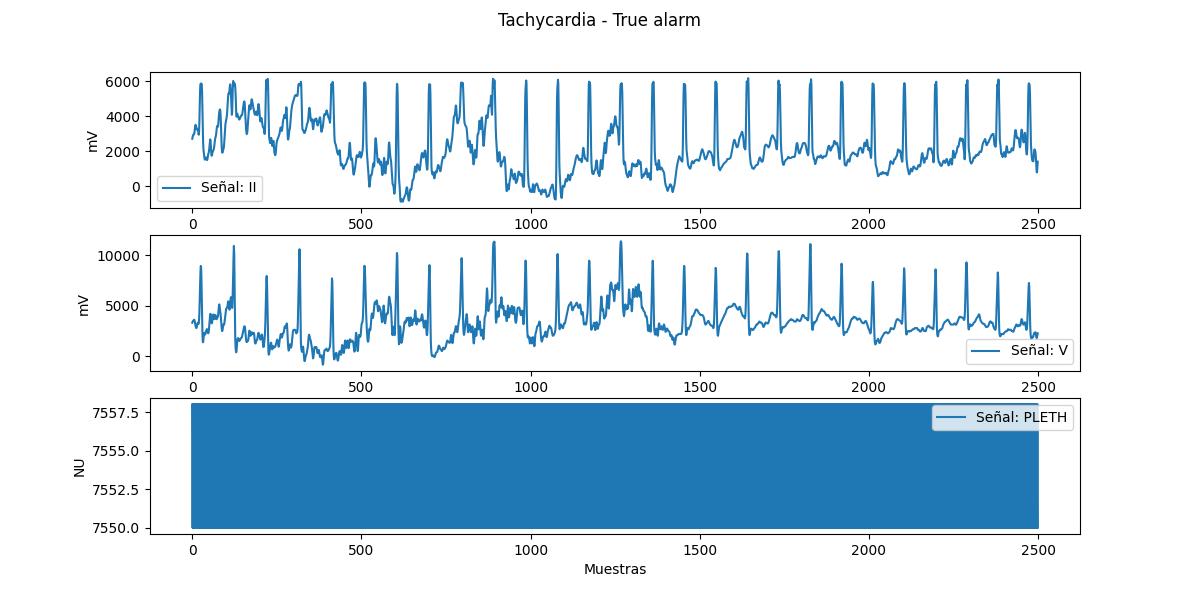 Tachycardia - True alarm
6000
4000
2000
0
mV
Señal: II
0 500 1000 1500 2000 2500
10000
5000
0
mV
Señal: V
0 500 1000 1500 2000 2500
7557.5
7555.0
7552.5
7550.0
NU
Señal: PLETH
0 500 1000 1500 2000 2500
Muestras